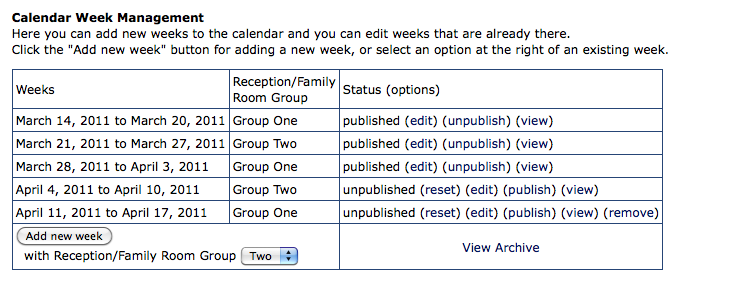 Calendar Week Management
Here you can add new weeks to the calendar and you can edit weeks that are already there.
Click the "Add new week" button for adding a new week, or select an option at the right of an existing week.
Weeks Reception/Family Room Group Status (options)
March 14, 2011 to March 20, 2011 Group One published (edit) (unpublish) (view)
March 21, 2011 to March 27, 2011 Group Two published (edit) (unpublish) (view)
March 28, 2011 to April 3, 2011 Group One published (edit) (unpublish) (view)
April 4, 2011 to April 10, 2011 Group Two unpublished (reset) (edit) (publish) (view)
April 11, 2011 to April 17, 2011 Group One unpublished (reset) (edit) (publish) (view) (remove)
Add new week
with Reception/Family Room Group Two
View Archive